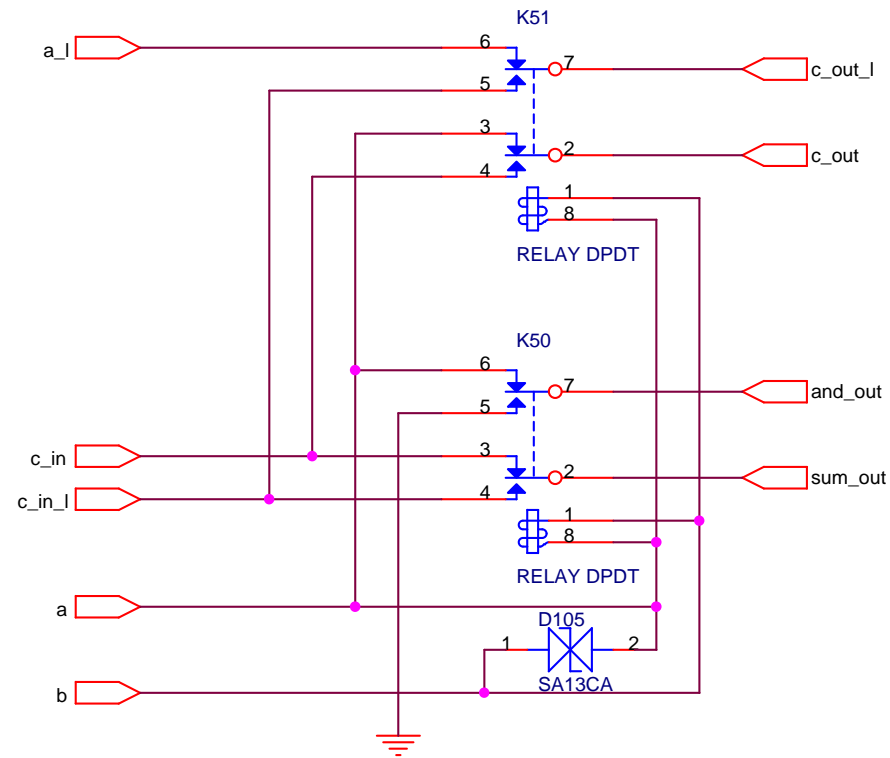 K51
a_l
6
7
c_out_l
5
3
2
c_out
4
1
8
RELAY DPDT
K50
6
7
and_out
5
c_in
3
2
sum_out
c_in_l
4
1
8
RELAY DPDT
a
D105
1
2
SA13CA
b